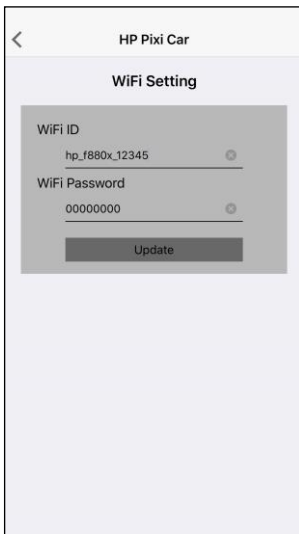 HP Pixi Car
WiFi Setting
WiFi ID
hp_f880x_12345
WiFi Password
00000000
Update